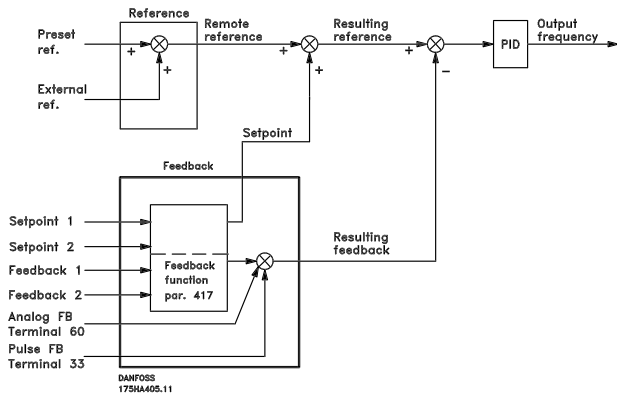 Reference
Preset
ref.
+
+
External
ref.
Remote
reference
+
+
Resulting
reference
+
−
PID
Output
frequency
Setpoint
Feedback
Setpoint 1
Setpoint 2
Feedback 1
Feedback 2
Feedback
function
par. 417
Resulting
feedback
Analog FB
Terminal 60
Pulse FB
Terminal 33
DANFOSS
175HA405.11